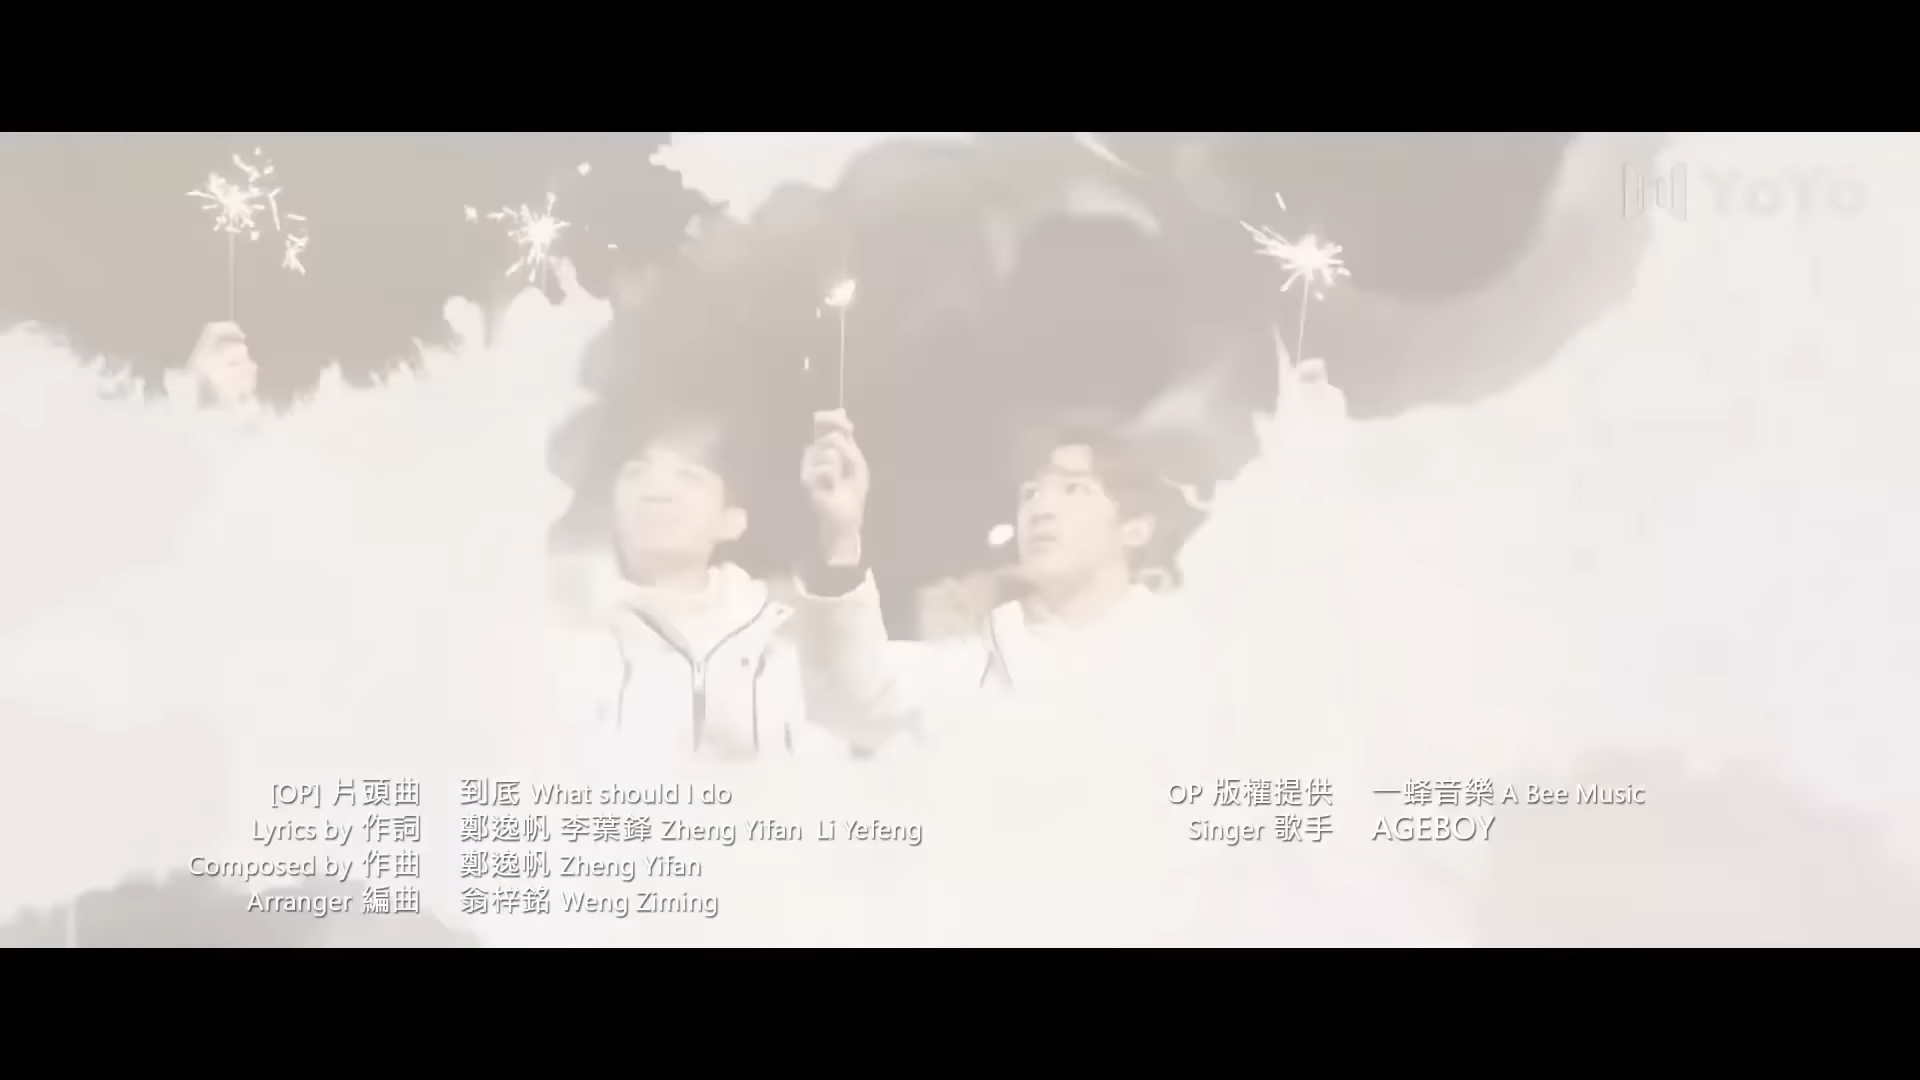 YoYo
[OP] 片頭曲 到底 What should I do
Lyrics by 作詞 鄭逸帆 李葉鋒 Zheng Yifan Li Yefeng
Composed by 作曲 鄭逸帆 Zheng Yifan
Arranger 編曲 翁梓銘 Weng Ziming
OP 版權提供 一蜂音樂 A Bee Music
Singer 歌手 AGEBOY